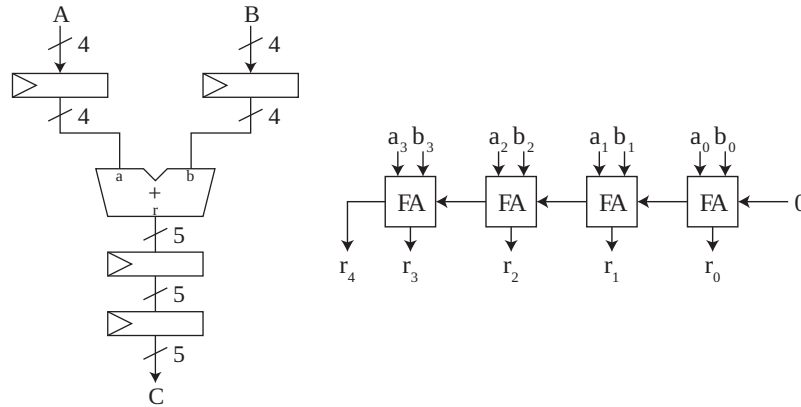 A B
4 4
4 4
a b
+
r
5
5
5
C
a₃ b₃ a₂ b₂ a₁ b₁ a₀ b₀
FA FA FA FA 0
r₄ r₃ r₂ r₁ r₀